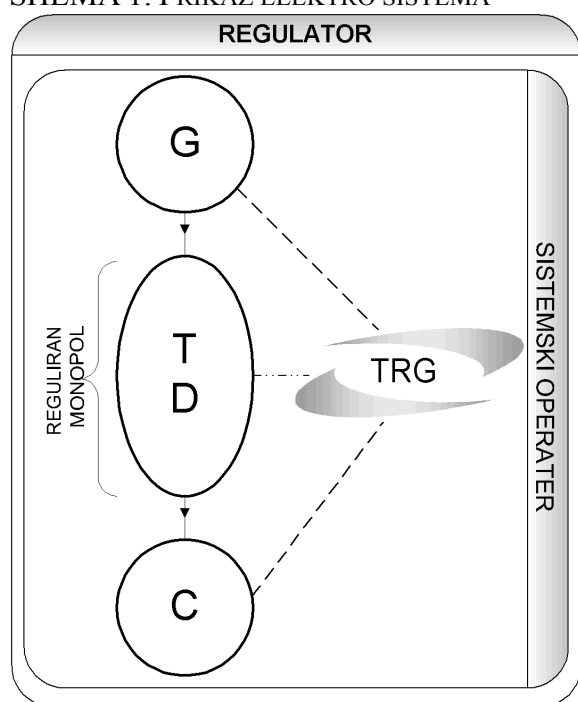 SHEMA 1: PRIKAZ ELEKTRO SISTEMA
REGULATOR
G
T
D
C
REGULIRAN
MONOPOL
TRG
SISTEMSKI OPERATER